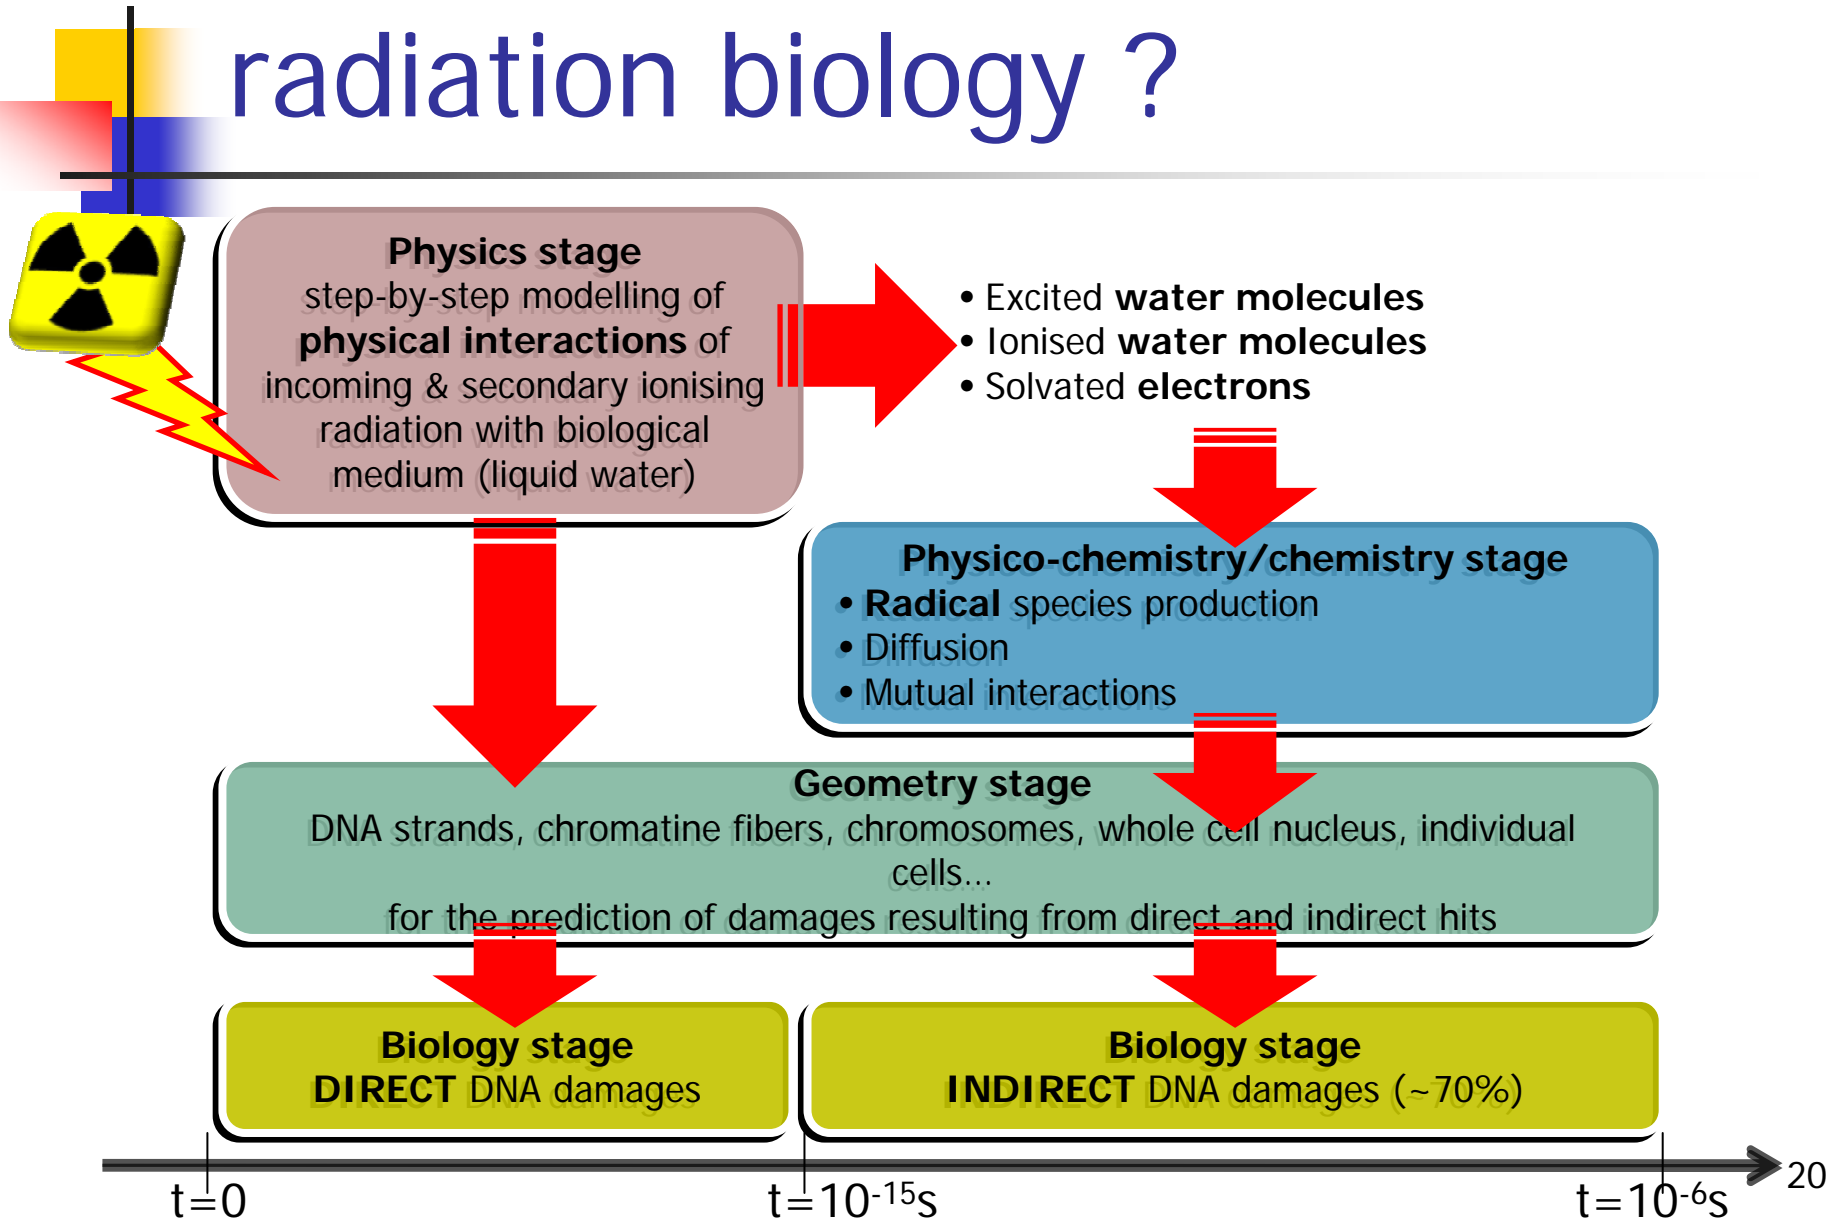 radiation biology ?
Physics stage
step-by-step modelling of
physical interactions of
incoming & secondary ionising
radiation with biological
medium (liquid water)
• Excited water molecules
• Ionised water molecules
• Solvated electrons
Physico-chemistry/chemistry stage
• Radical species production
• Diffusion
• Mutual interactions
Geometry stage
DNA strands, chromatine fibers, chromosomes, whole cell nucleus, individual
cells...
for the prediction of damages resulting from direct and indirect hits
Biology stage
DIRECT DNA damages
Biology stage
INDIRECT DNA damages (~70%)
t=0
t=10⁻¹⁵s
t=10⁻⁶s
20